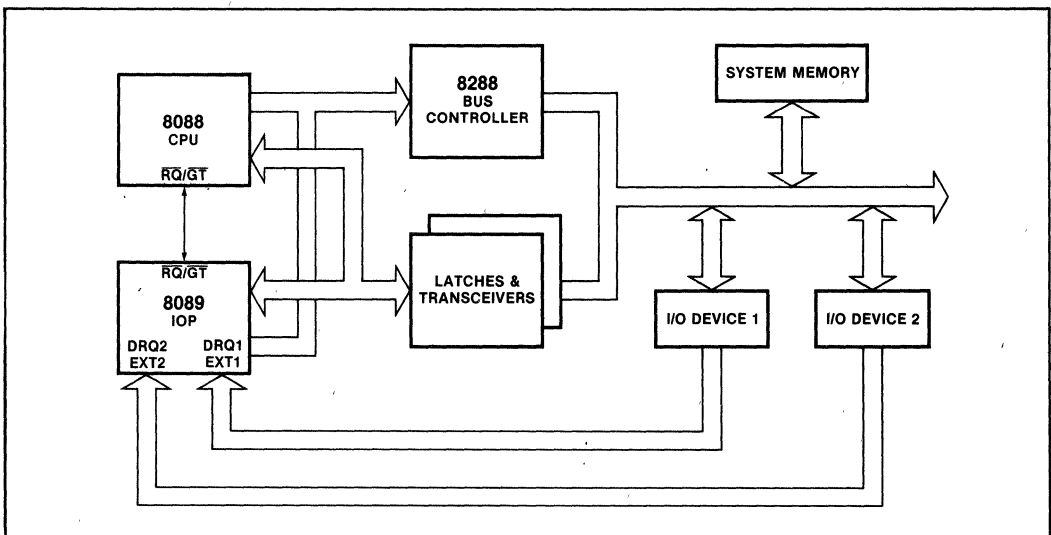 8088
CPU
RQ/GT
8288
BUS
CONTROLLER
SYSTEM MEMORY
RQ/GT
8089
IOP
DRQ2 DRQ1
EXT2 EXT1
LATCHES &
TRANSCEIVERS
I/O DEVICE 1
I/O DEVICE 2